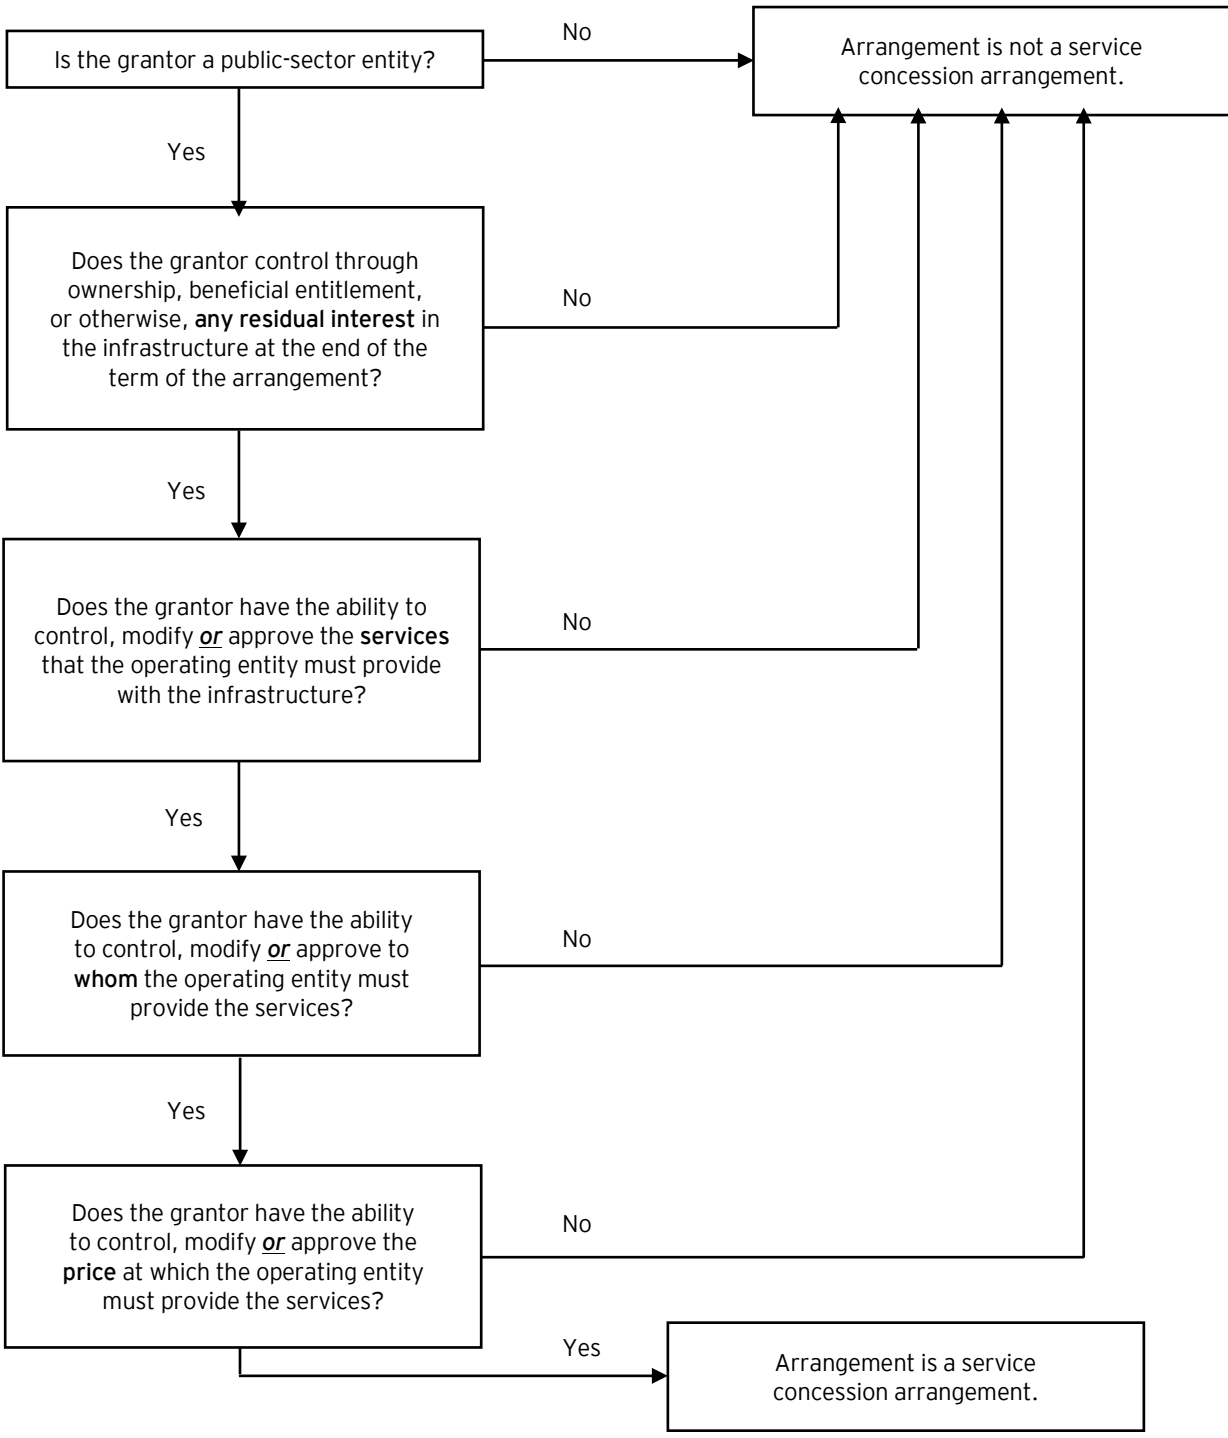 Is the grantor a public-sector entity?
No
Arrangement is not a service
concession arrangement.
Yes
Does the grantor control through
ownership, beneficial entitlement,
or otherwise, any residual interest in
the infrastructure at the end of the
term of the arrangement?
No
Yes
Does the grantor have the ability to
control, modify or approve the services
that the operating entity must provide
with the infrastructure?
No
Yes
Does the grantor have the ability
to control, modify or approve to
whom the operating entity must
provide the services?
No
Yes
Does the grantor have the ability
to control, modify or approve the
price at which the operating entity
must provide the services?
No
Yes
Arrangement is a service
concession arrangement.